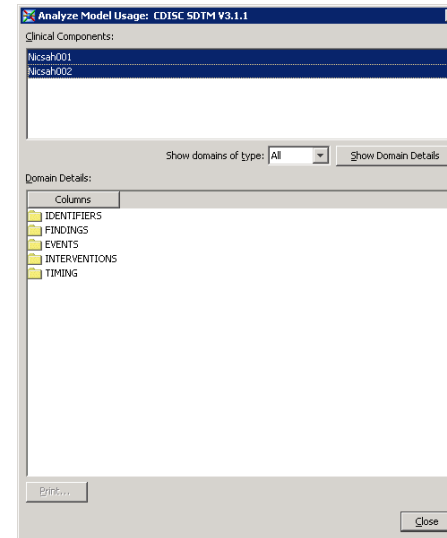 Analyze Model Usage: CDISC SDTM V3.1.1
Clinical Components:
Nicsah001
Nicsah002
Show domains of type: All Show Domain Details
Domain Details:
Columns
IDENTIFIERS
FINDINGS
EVENTS
INTERVENTIONS
TIMING
Print...
Close